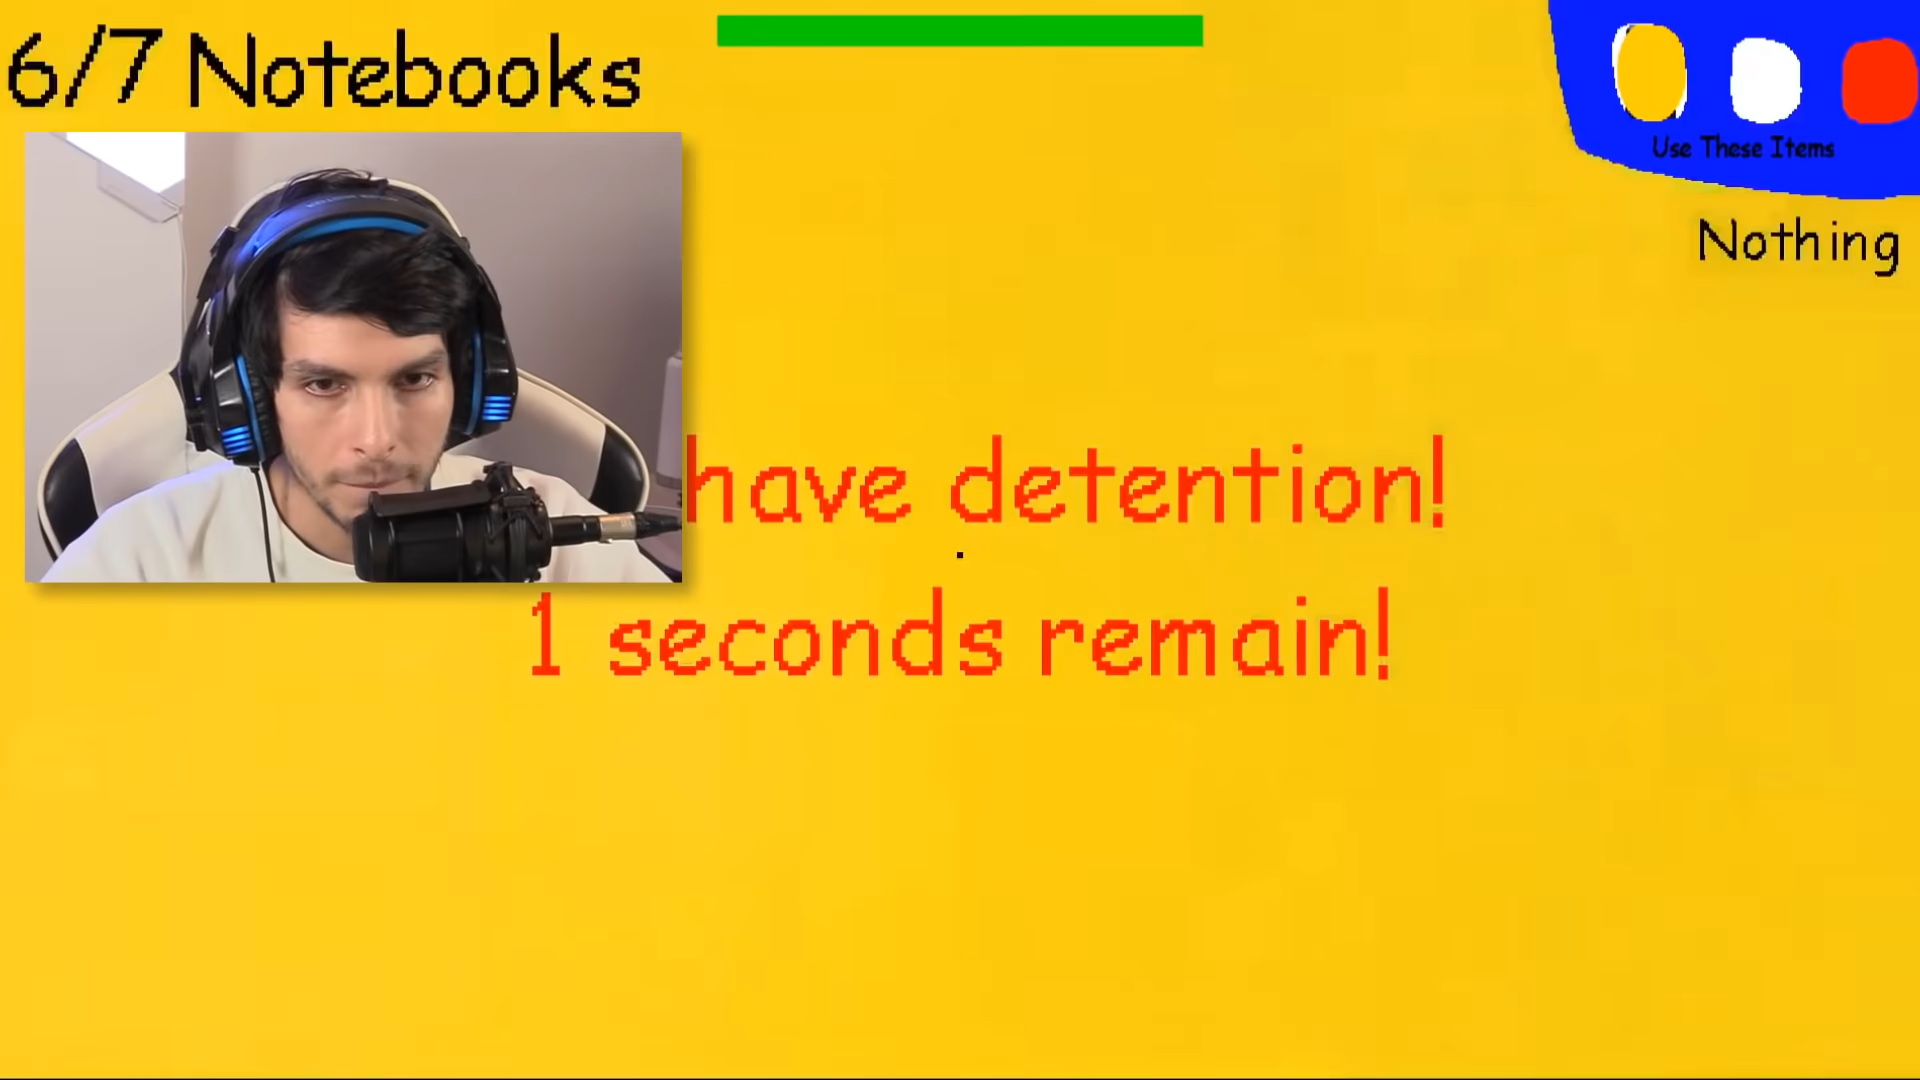 6/7 Notebooks
Use These Items
Nothing
have detention!
1 seconds remain!